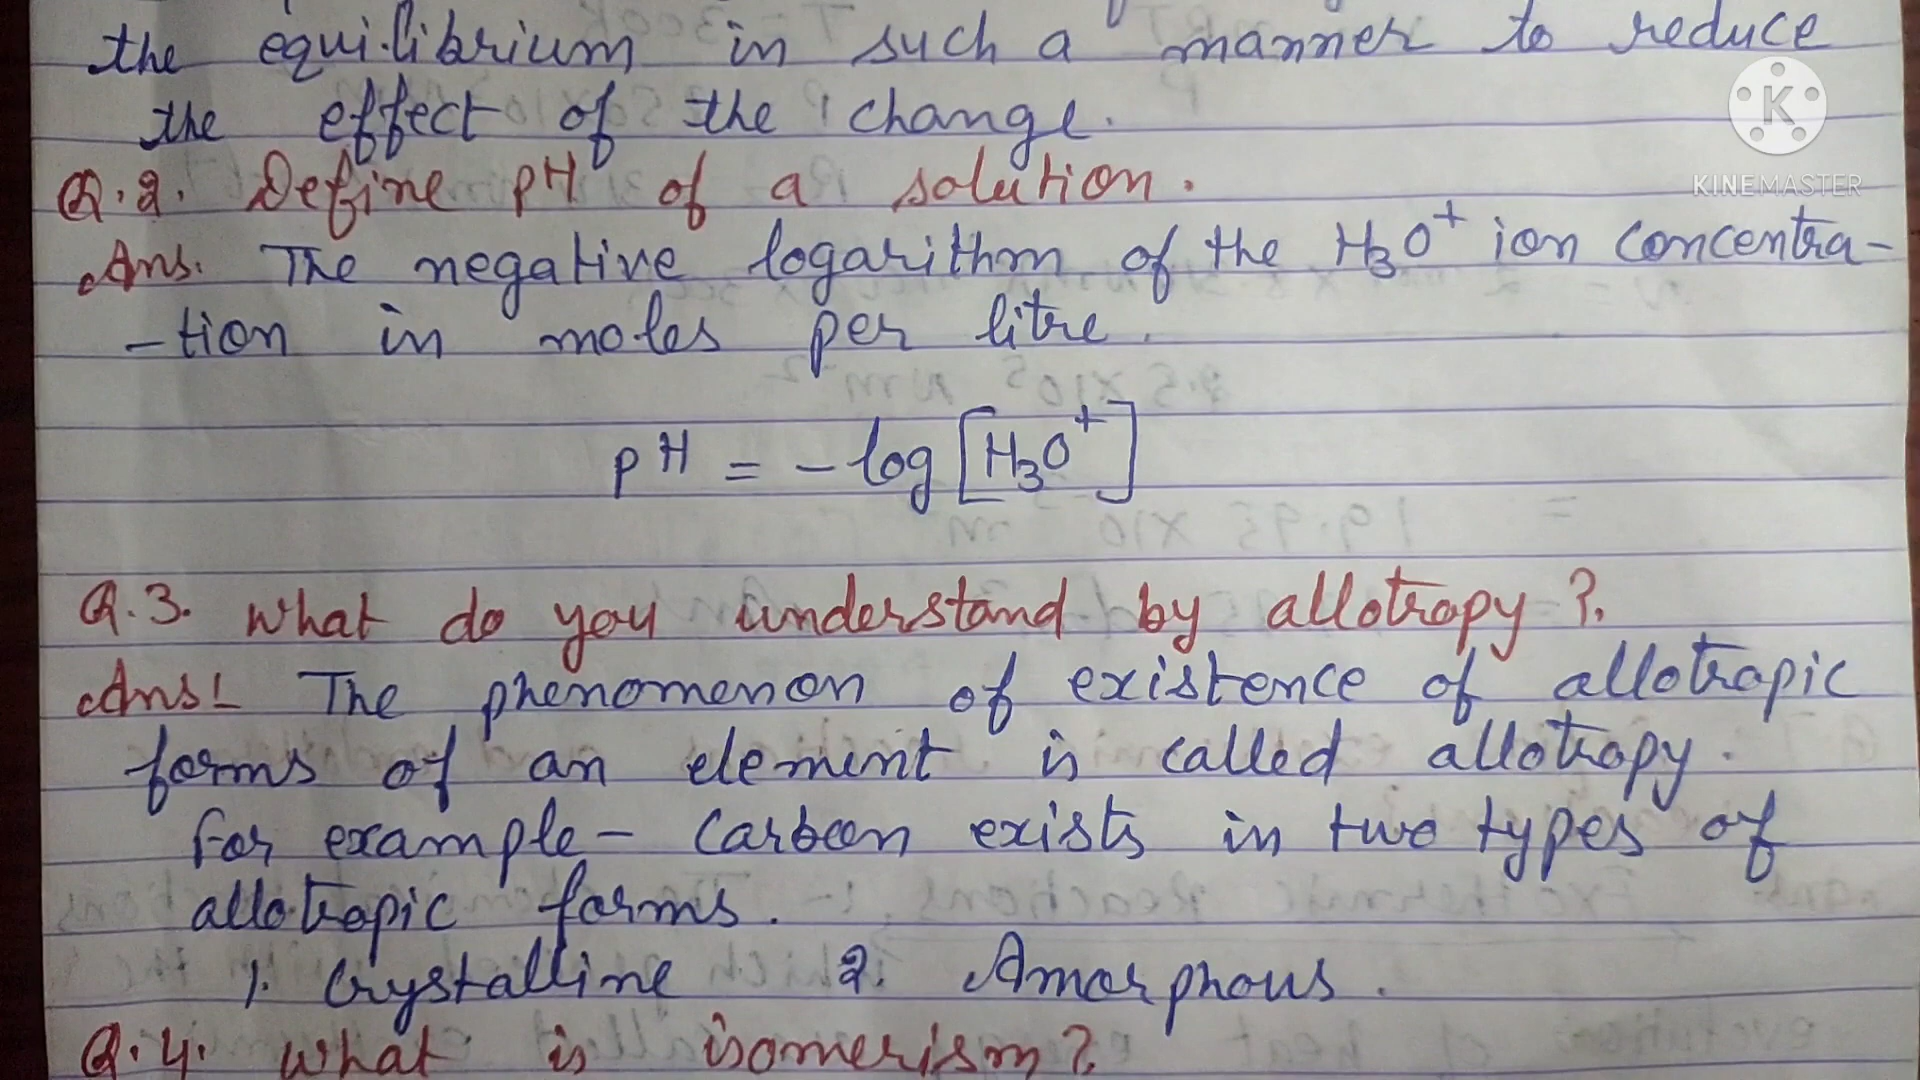 the equilibrium in such a manner to reduce
the effect of the change.
Q.2. Define pH of a solution.
Ans. The negative logarithm of the H3O+ ion concentra-
-tion in moles per litre.
pH = -log [H3O+]
Q.3. What do you understand by allotropy ?.
Ans! The phenomenon of existence of allotropic
forms of an element is called allotropy.
For example - Carbon exists in two types of
allotropic forms.
1. Crystalline 2. Amorphous.
Q.4. What is isomerism?
K
KINEMASTER